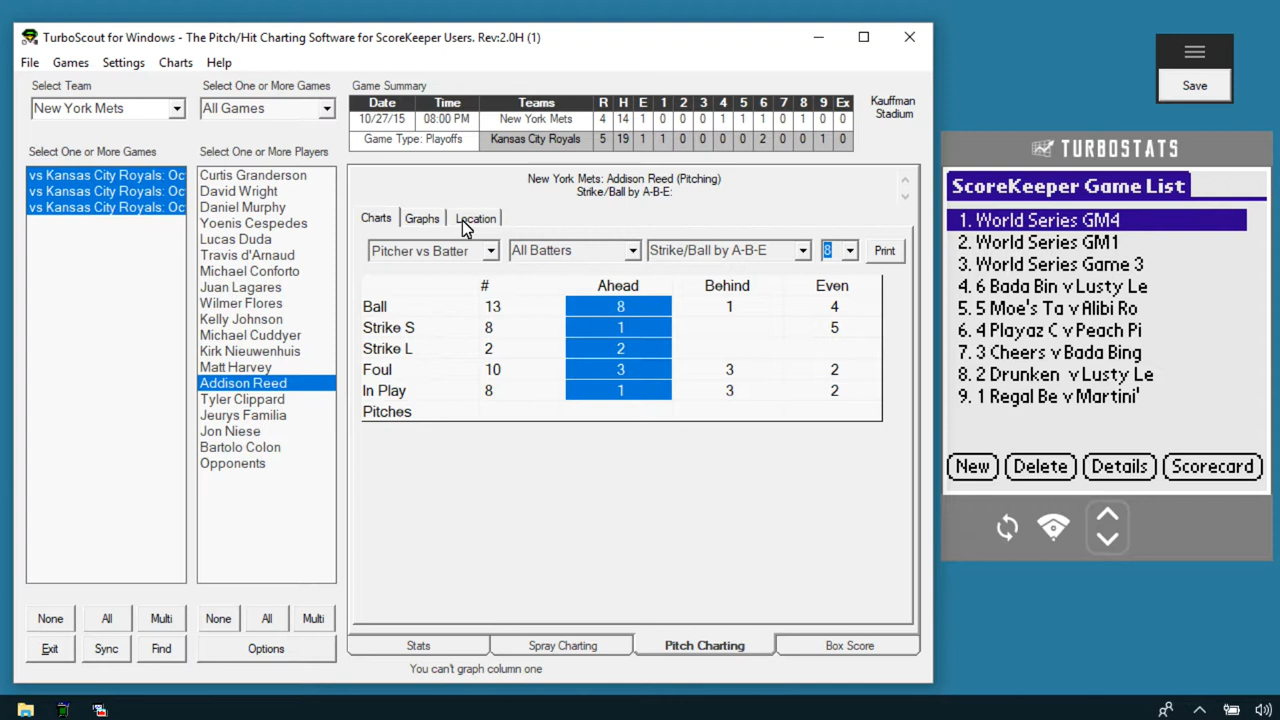 TurboScout for Windows - The Pitch/Hit Charting Software for ScoreKeeper Users. Rev:2.0H (1)
File Games Settings Charts Help
Select Team
New York Mets
Select One or More Games
All Games
Select One or More Games
vs Kansas City Royals: Oc
vs Kansas City Royals: Oc
vs Kansas City Royals: Oc
Select One or More Players
Curtis Granderson
David Wright
Daniel Murphy
Yoenis Cespedes
Lucas Duda
Travis d'Arnaud
Michael Conforto
Juan Lagares
Wilmer Flores
Kelly Johnson
Michael Cuddyer
Kirk Nieuwenhuis
Matt Harvey
Addison Reed
Tyler Clippard
Jeurys Familia
Jon Niese
Bartolo Colon
Opponents
None All Multi
None All Multi
Exit Sync Find
Options
Game Summary
Date Time Teams R H E 1 2 3 4 5 6 7 8 9 Ex
10/27/15 08:00 PM New York Mets 4 14 1 0 0 0 1 1 1 0 1 0 0
Game Type: Playoffs Kansas City Royals 5 19 1 1 0 0 0 0 2 0 0 1 0
Kauffman
Stadium
New York Mets: Addison Reed (Pitching)
Strike/Ball by A-B-E:
Charts Graphs Location
Pitcher vs Batter All Batters Strike/Ball by A-B-E 8 Print
# Ahead Behind Even
Ball 13 8 1 4
Strike S 8 1 5
Strike L 2 2
Foul 10 3 3 2
In Play 8 1 3 2
Pitches
Stats Spray Charting Pitch Charting Box Score
You can't graph column one
Save
TURBOSTATS
ScoreKeeper Game List
1. World Series GM4
2. World Series GM1
3. World Series Game 3
4. 6 Bada Bin v Lusty Le
5. 5 Moe's Ta v Alibi Ro
6. 4 Playaz C v Peach Pi
7. 3 Cheers v Bada Bing
8. 2 Drunken v Lusty Le
9. 1 Regal Be v Martini'
New Delete Details Scorecard